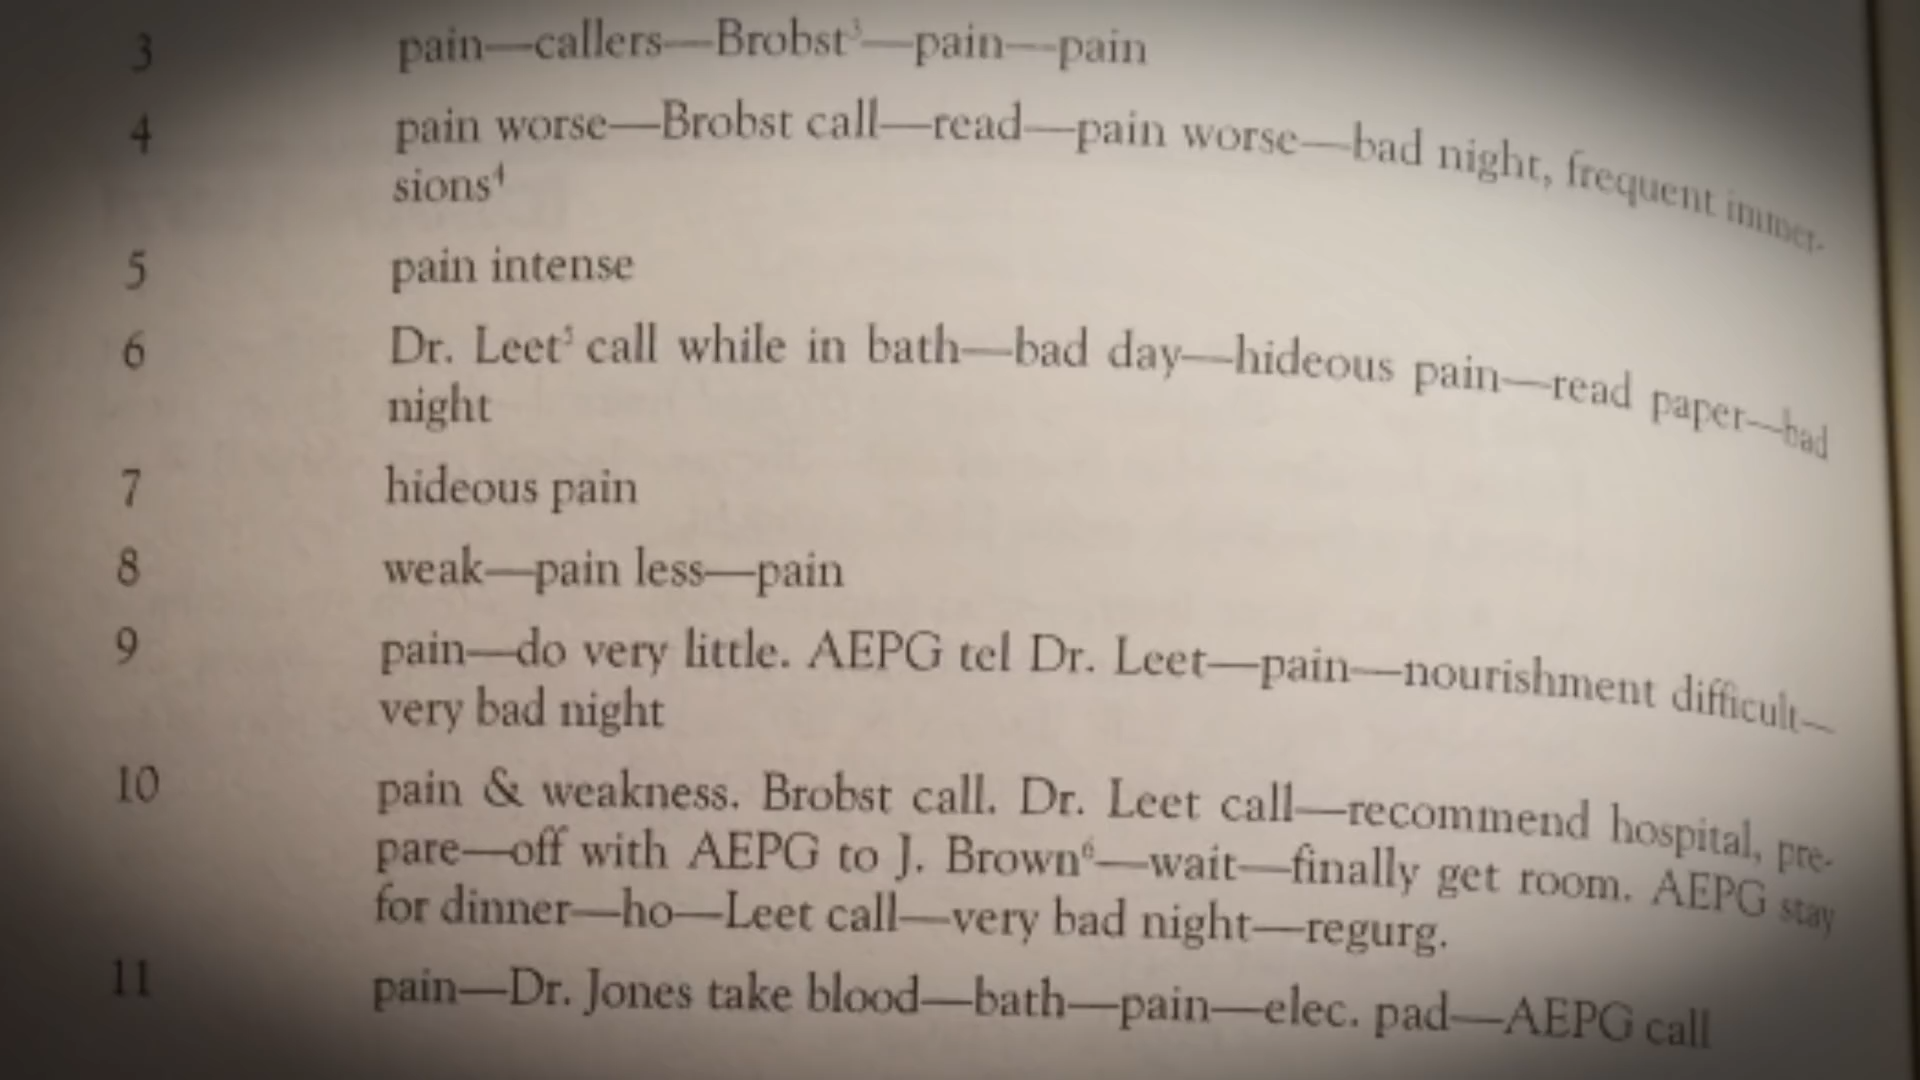 3 pain—callers—Brobst³—pain—pain
4 pain worse—Brobst call—read—pain worse—bad night, frequent immer-
sions⁴
5 pain intense
6 Dr. Leet⁵ call while in bath—bad day—hideous pain—read paper—bad
night
7 hideous pain
8 weak—pain less—pain
9 pain—do very little. AEPG tel Dr. Leet—pain—nourishment difficult—
very bad night
10 pain & weakness. Brobst call. Dr. Leet call—recommend hospital, pre-
pare—off with AEPG to J. Brown⁶—wait—finally get room. AEPG stay
for dinner—ho—Leet call—very bad night—regurg.
11 pain—Dr. Jones take blood—bath—pain—elec. pad—AEPG call